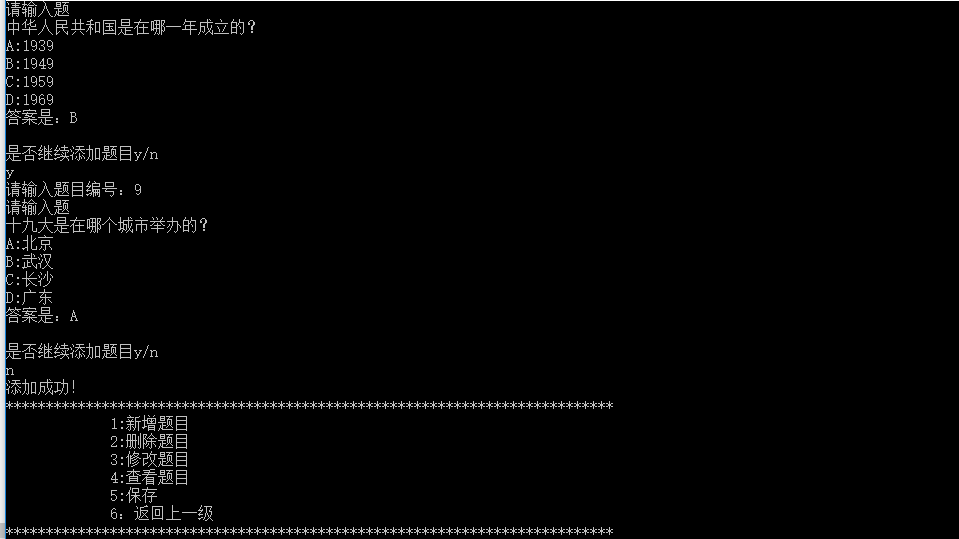 请输入题
中华人民共和国是在哪一年成立的？
A:1939
B:1949
C:1959
D:1969
答案是：B
是否继续添加题目y/n
y
请输入题目编号：9
请输入题
十九大是在哪个城市举办的？
A:北京
B:武汉
C:长沙
D:广东
答案是：A
是否继续添加题目y/n
n
添加成功!
****************************************************************************
1:新增题目
2:删除题目
3:修改题目
4:查看题目
5:保存
6：返回上一级
****************************************************************************